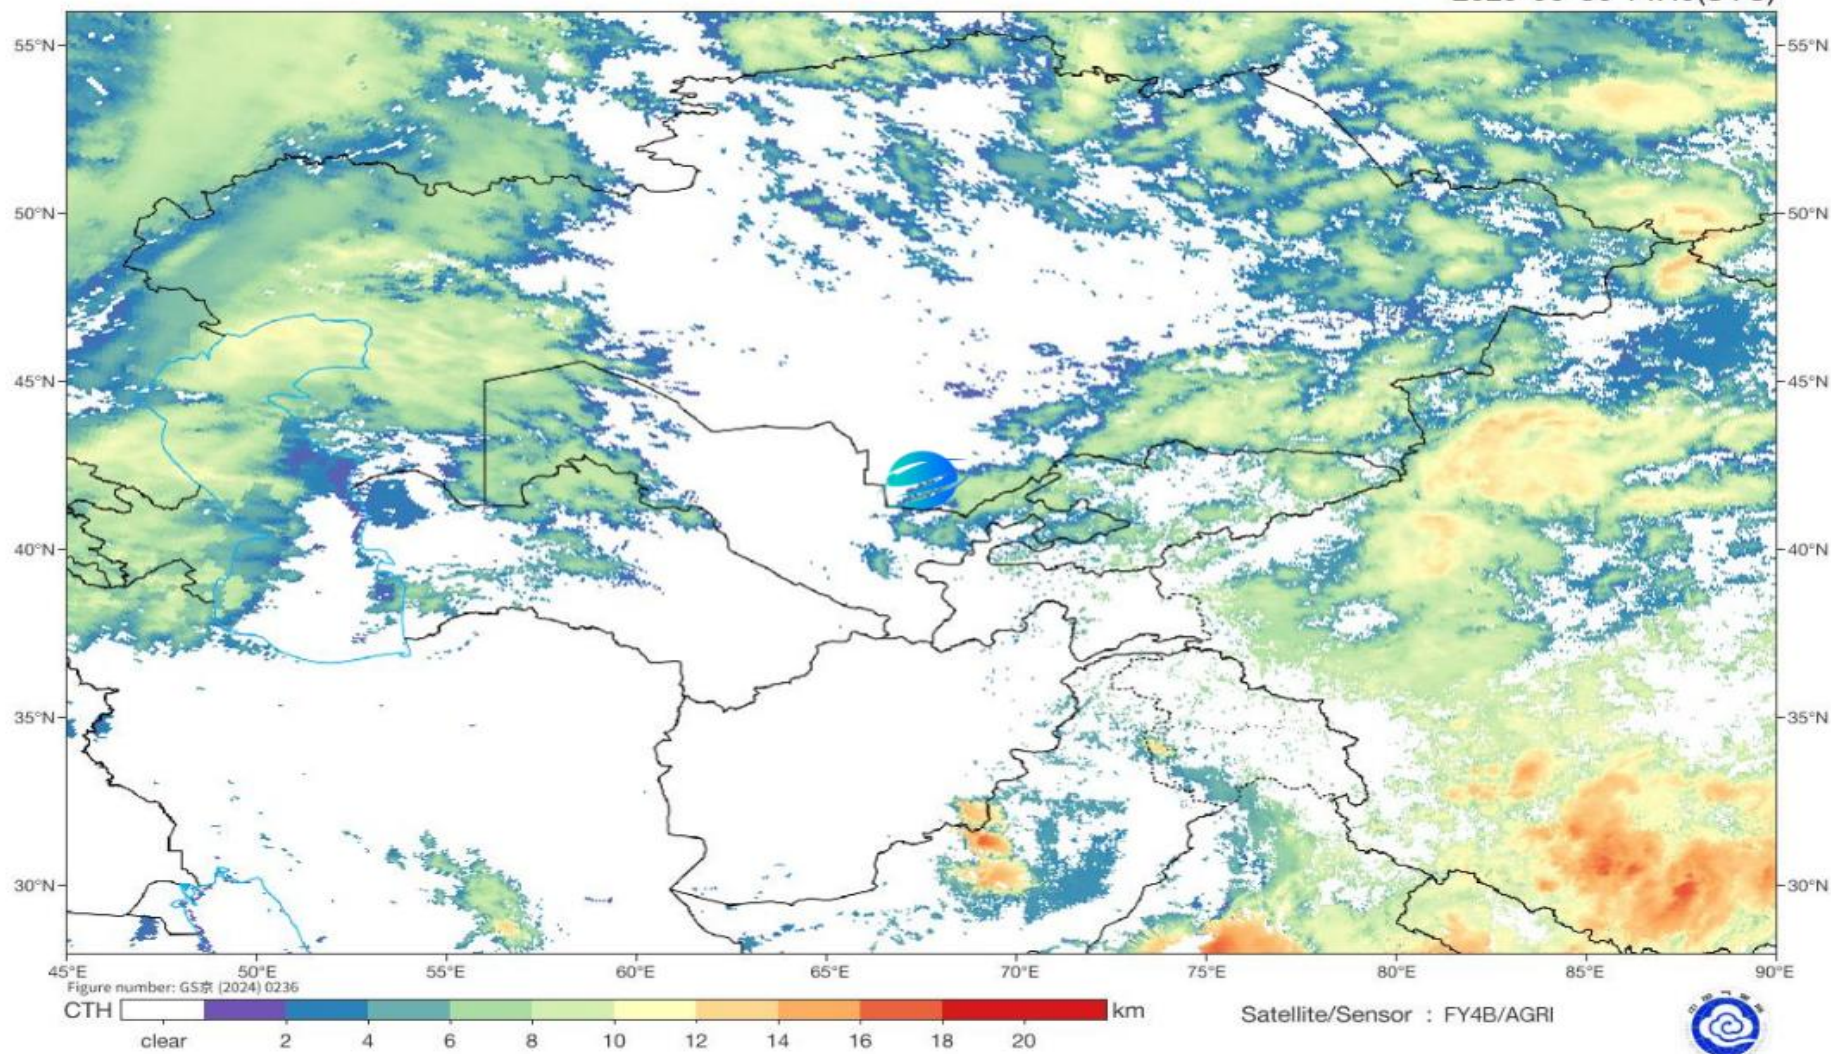 55°N 55°N
50°N 50°N
45°N 45°N
40°N 40°N
35°N 35°N
30°N 30°N
45°E 50°E 55°E 60°E 65°E 70°E 75°E 80°E 85°E 90°E
Figure number: GS京 (2024) 0236
CTH km
clear 2 4 6 8 10 12 14 16 18 20
Satellite/Sensor : FY4B/AGRI